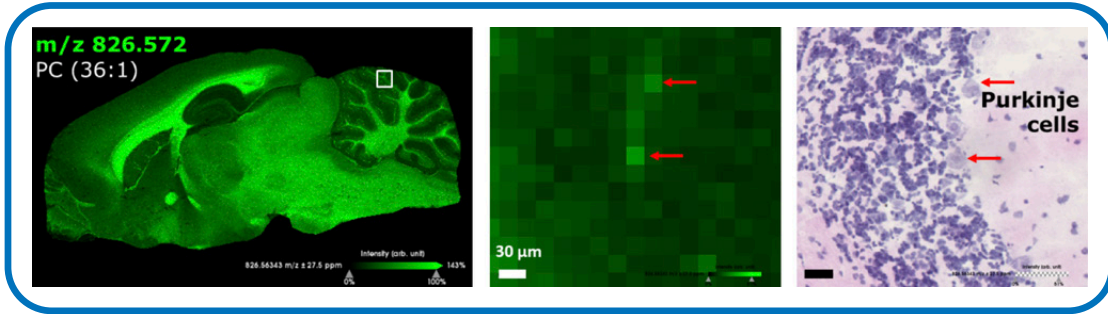 m/z 826.572
PC (36:1)
Intensity (arb. unit)
826.56343 m/z ± 27.5 ppm
143%
0%
100%
30 µm
Purkinje
cells